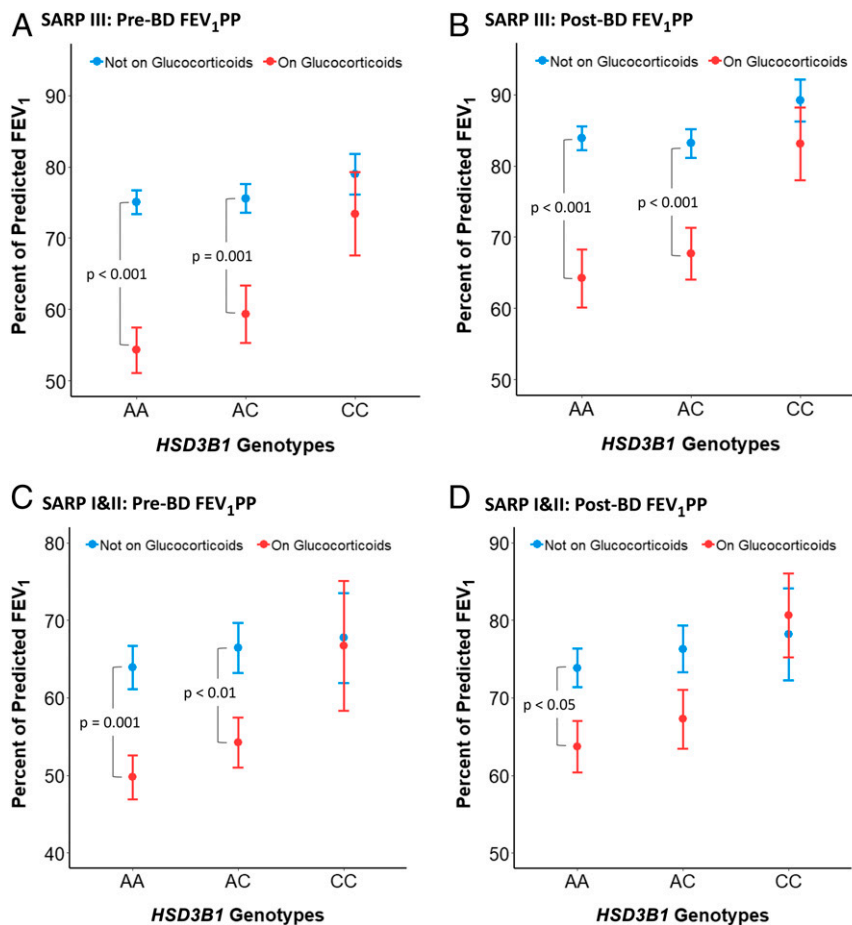 A SARP III: Pre-BD FEV1PP
Not on Glucocorticoids On Glucocorticoids
Percent of Predicted FEV1
90
80
70
60
50
p < 0.001
p = 0.001
AA AC CC
HSD3B1 Genotypes
B SARP III: Post-BD FEV1PP
Not on Glucocorticoids On Glucocorticoids
Percent of Predicted FEV1
90
80
70
60
50
p < 0.001
p < 0.001
AA AC CC
HSD3B1 Genotypes
C SARP I&II: Pre-BD FEV1PP
Not on Glucocorticoids On Glucocorticoids
Percent of Predicted FEV1
80
70
60
50
40
p < 0.01
p = 0.001
AA AC CC
HSD3B1 Genotypes
D SARP I&II: Post-BD FEV1PP
Not on Glucocorticoids On Glucocorticoids
Percent of Predicted FEV1
90
80
70
60
50
p < 0.05
AA AC CC
HSD3B1 Genotypes